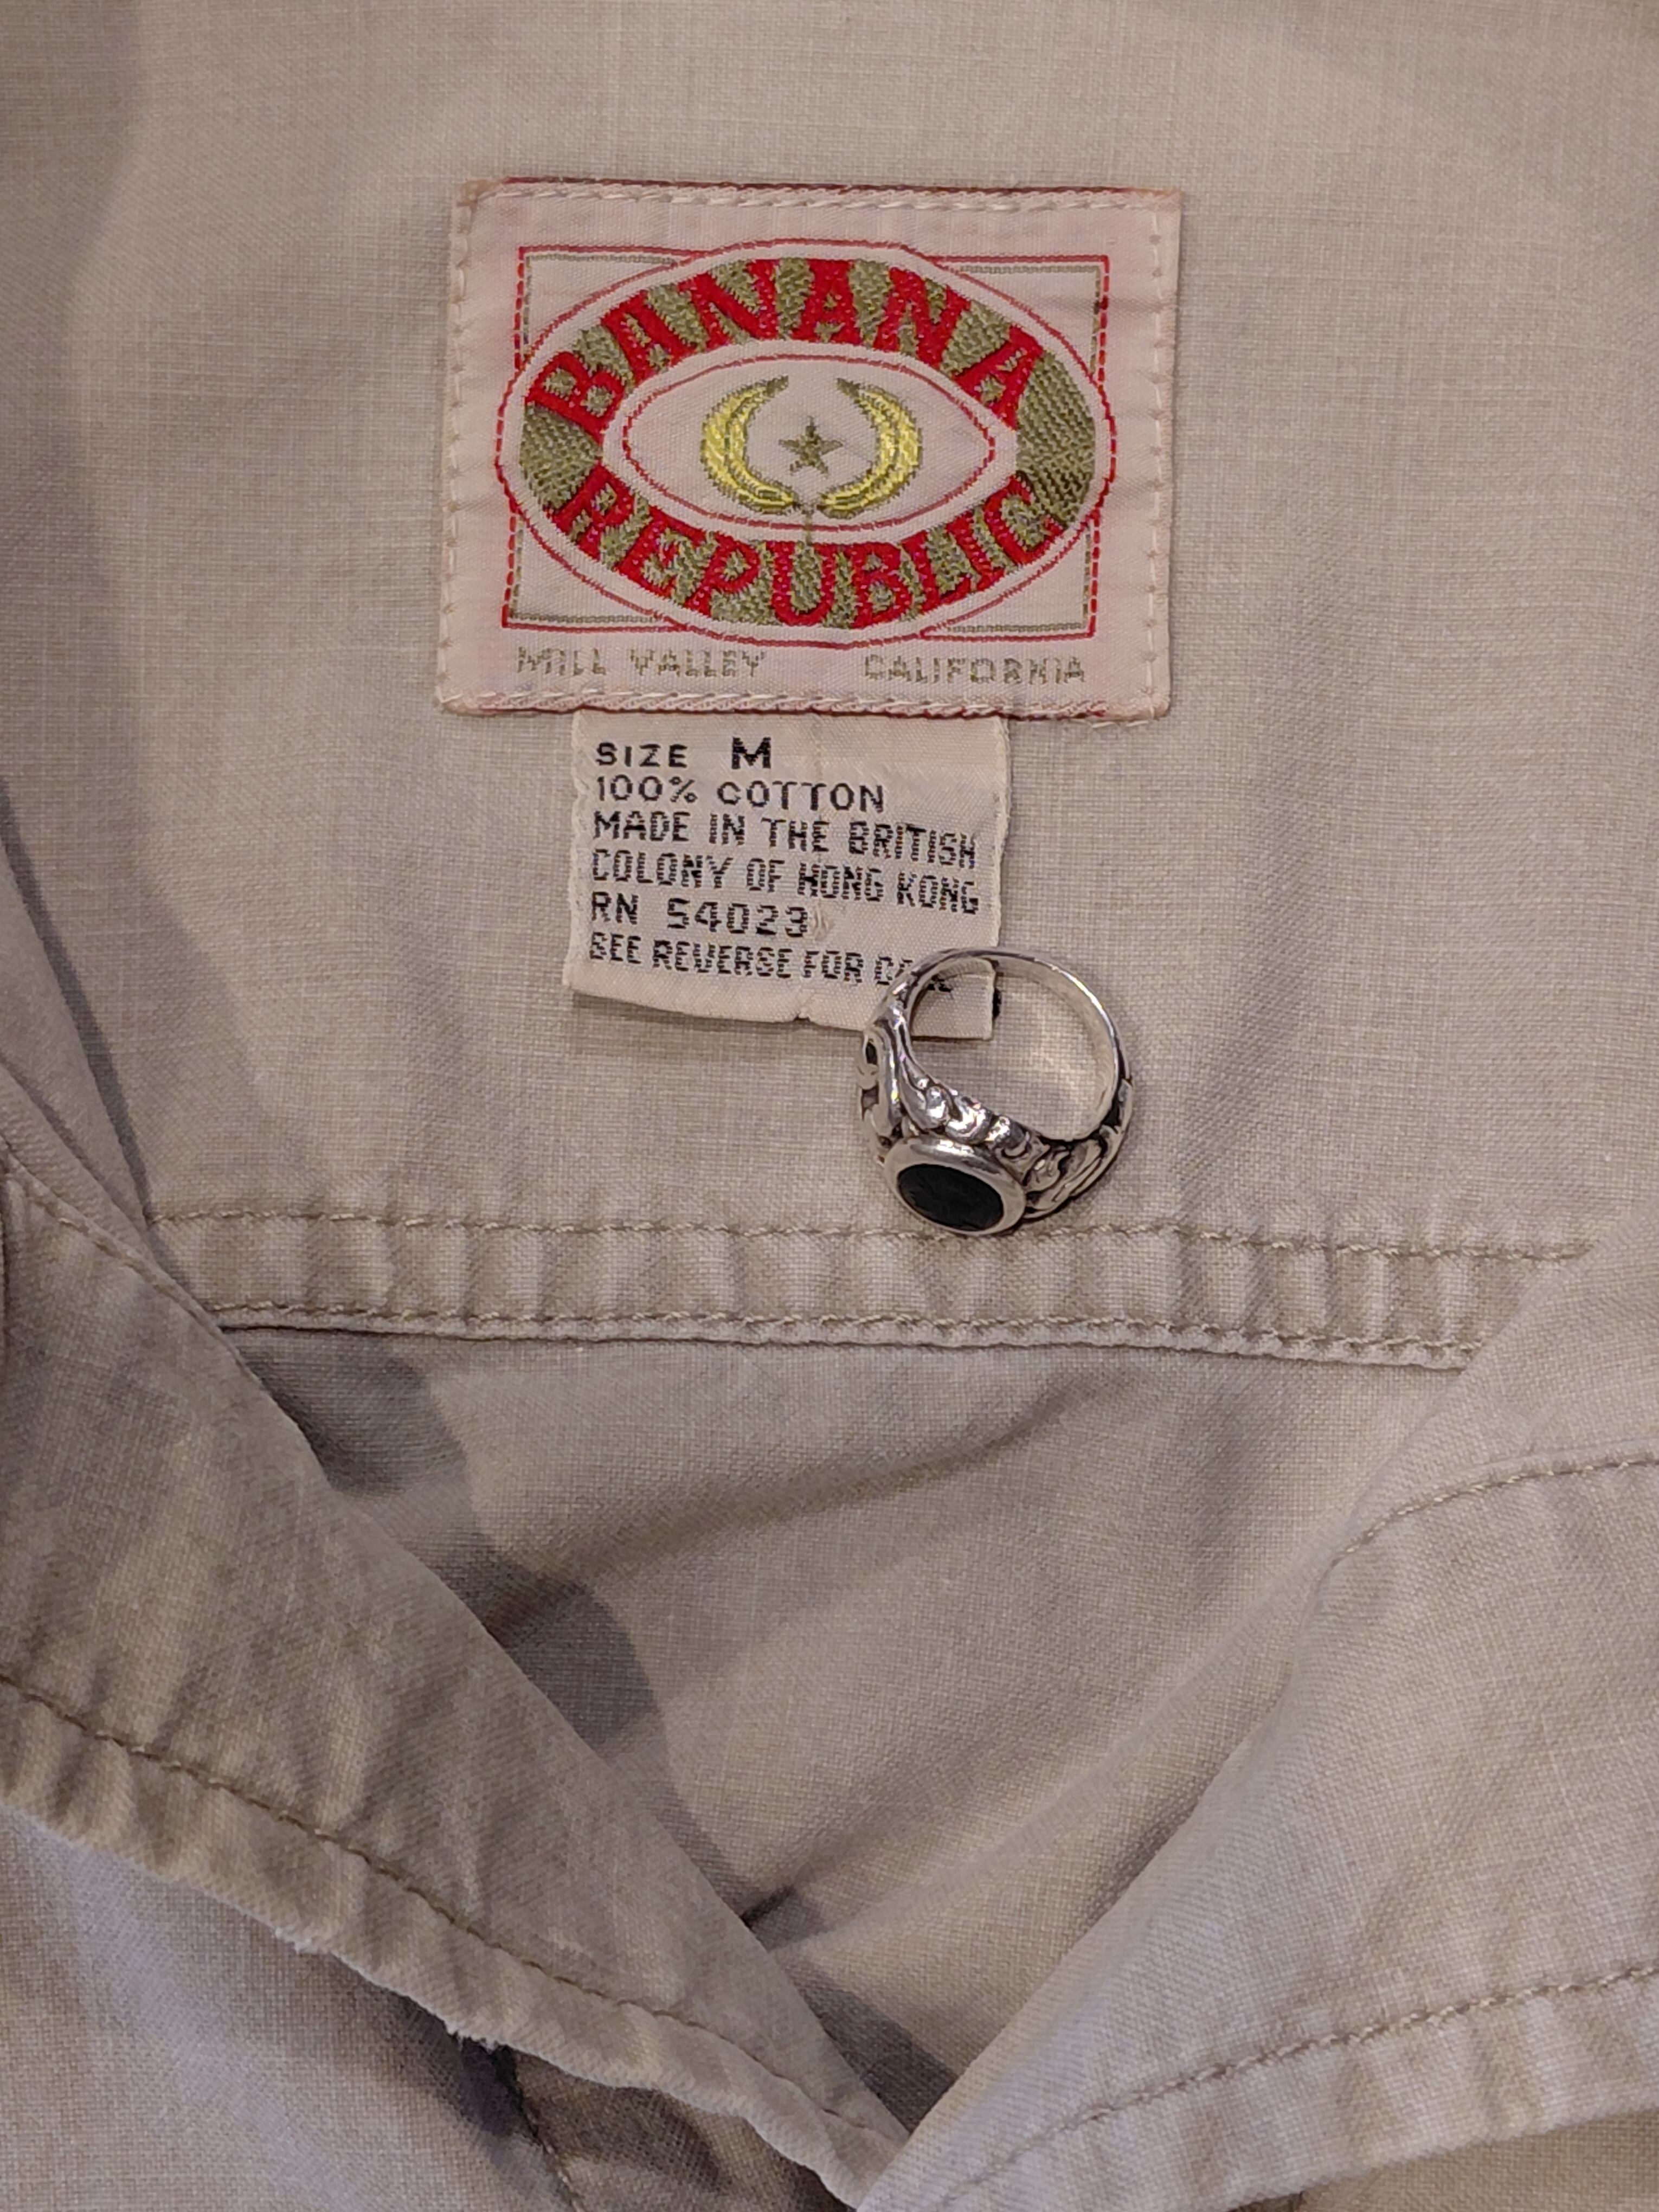 BANANA
REPUBLIC
MILL VALLEY CALIFORNIA
SIZE M
100% COTTON
MADE IN THE BRITISH
COLONY OF HONG KONG
RN 54023
SEE REVERSE FOR